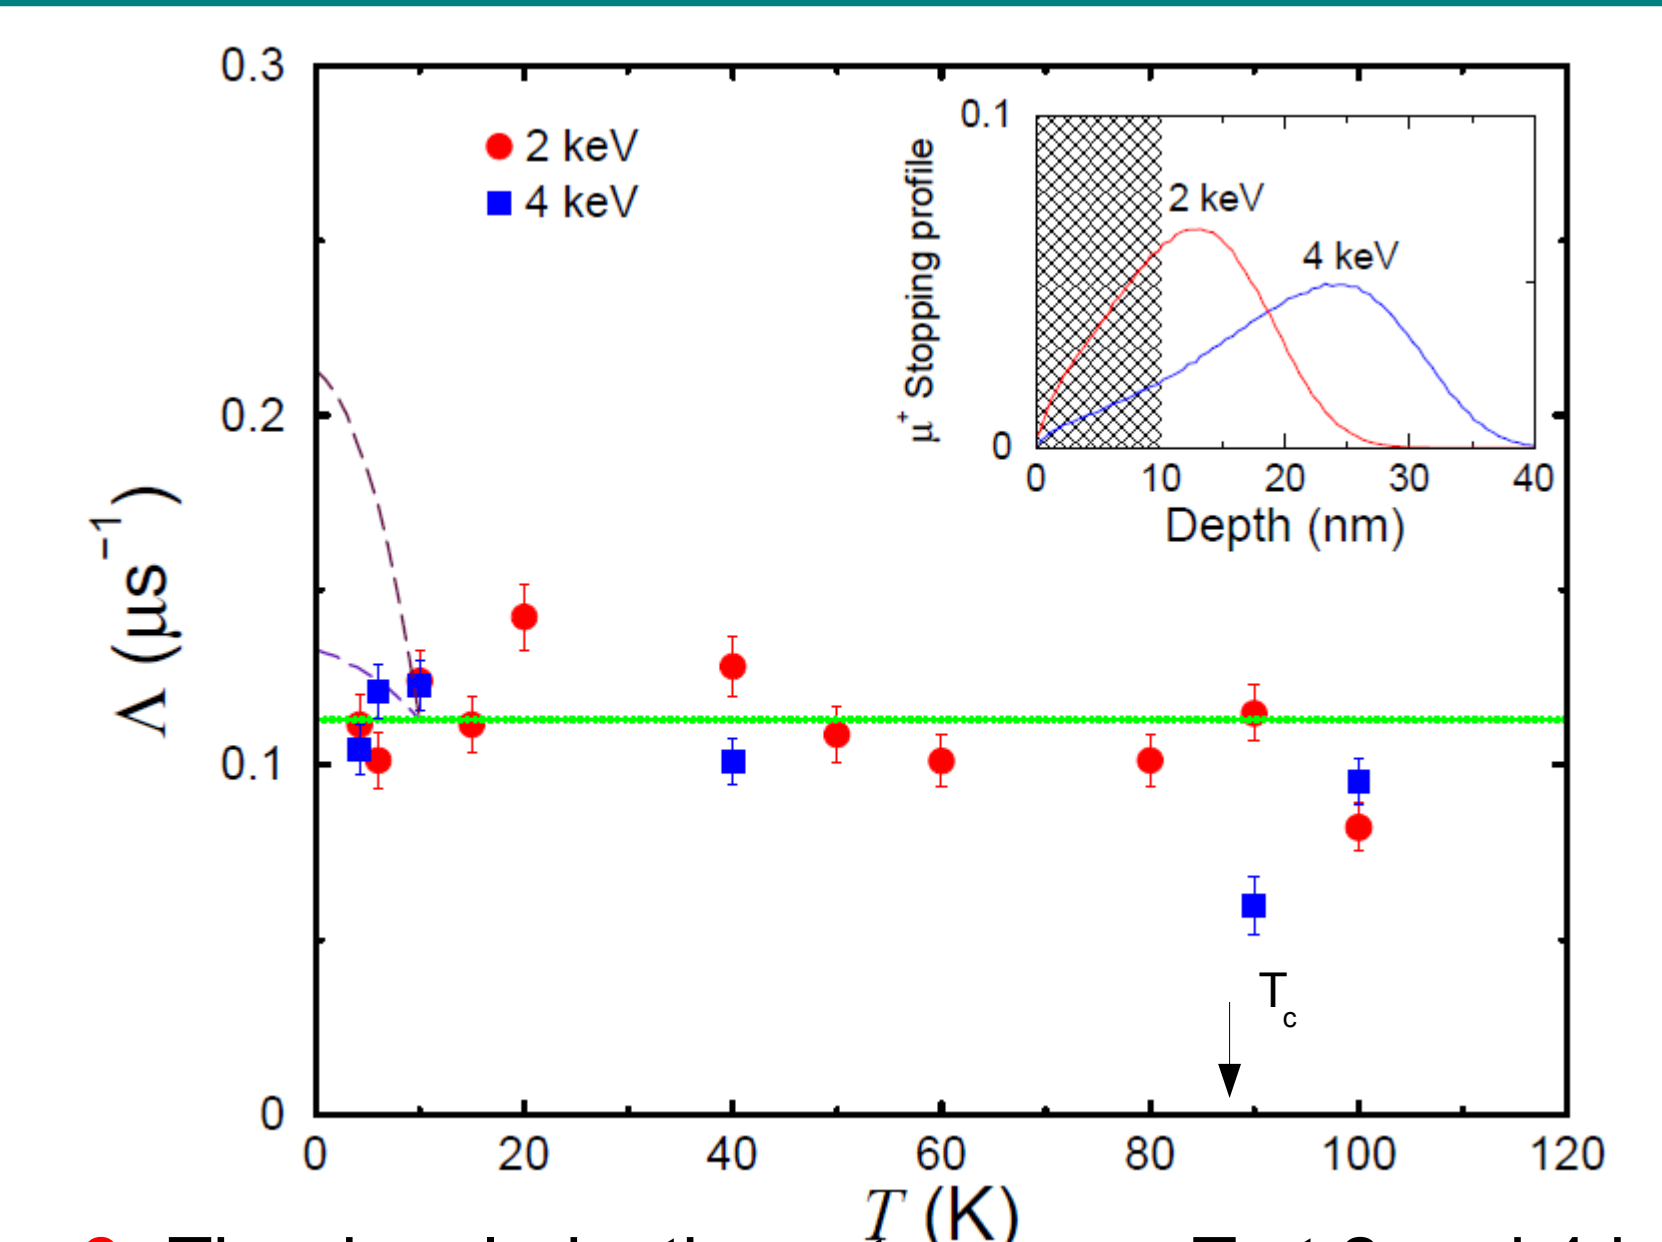 0.3
0.2
0.1
0
Λ (μs⁻¹)
2 keV
4 keV
0.1
0
μ⁺ Stopping profile
2 keV
4 keV
0 10 20 30 40
Depth (nm)
T_c
0 20 40 60 80 100 120
T (K)